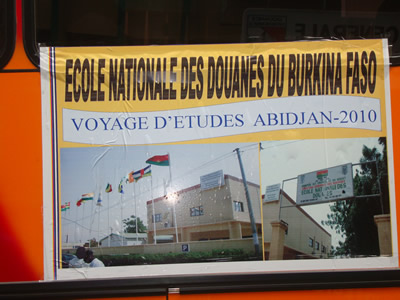 ECOLE NATIONALE DES DOUANES DU BURKINA FASO
VOYAGE D'ETUDES ABIDJAN-2010